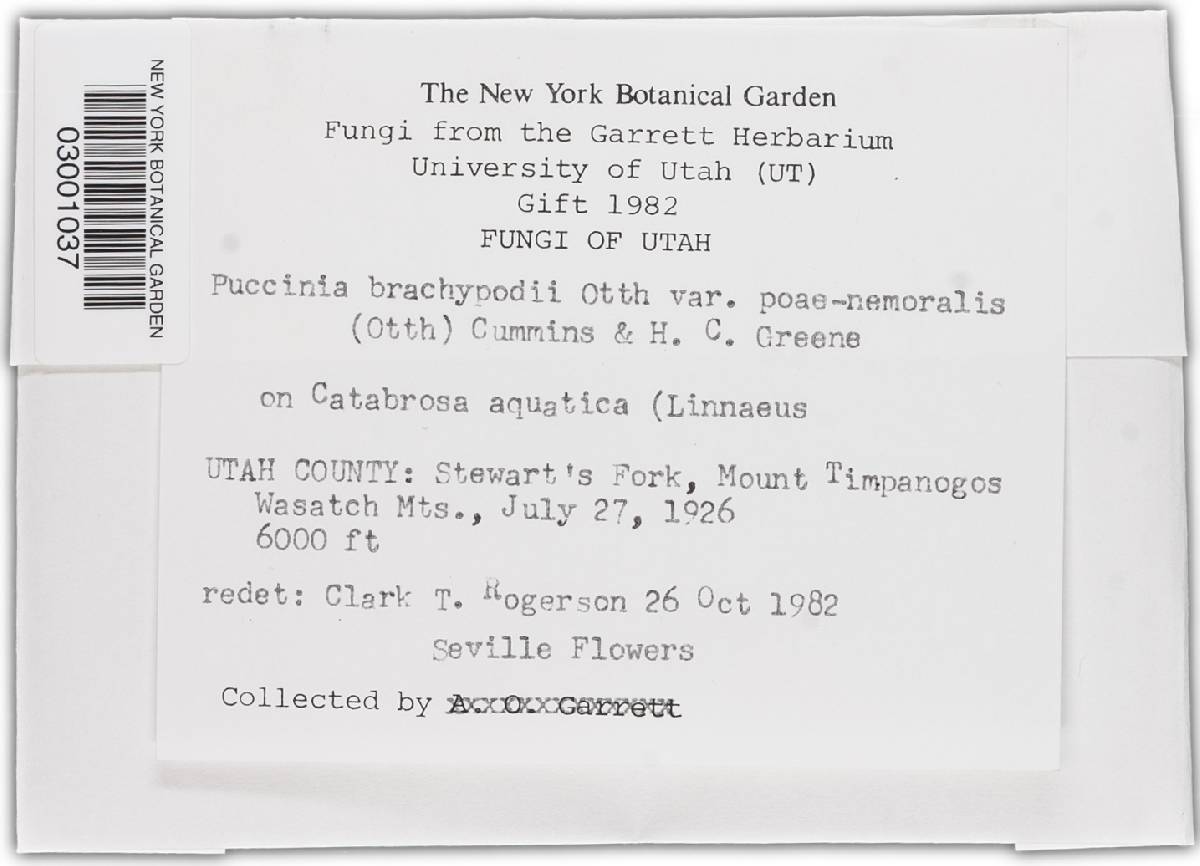 NEW YORK BOTANICAL GARDEN
03001037
The New York Botanical Garden
Fungi from the Garrett Herbarium
University of Utah (UT)
Gift 1982
FUNGI OF UTAH
Puccinia brachypodii Otth var. poae-nemoralis
(Otth) Cummins & H. C. Greene
on Catabrosa aquatica (Linnaeus
UTAH COUNTY: Stewart's Fork, Mount Timpanogos
Wasatch Mts., July 27, 1926
6000 ft
redet: Clark T. Rogerson 26 Oct 1982
Seville Flowers
Collected by A. O. Garrett